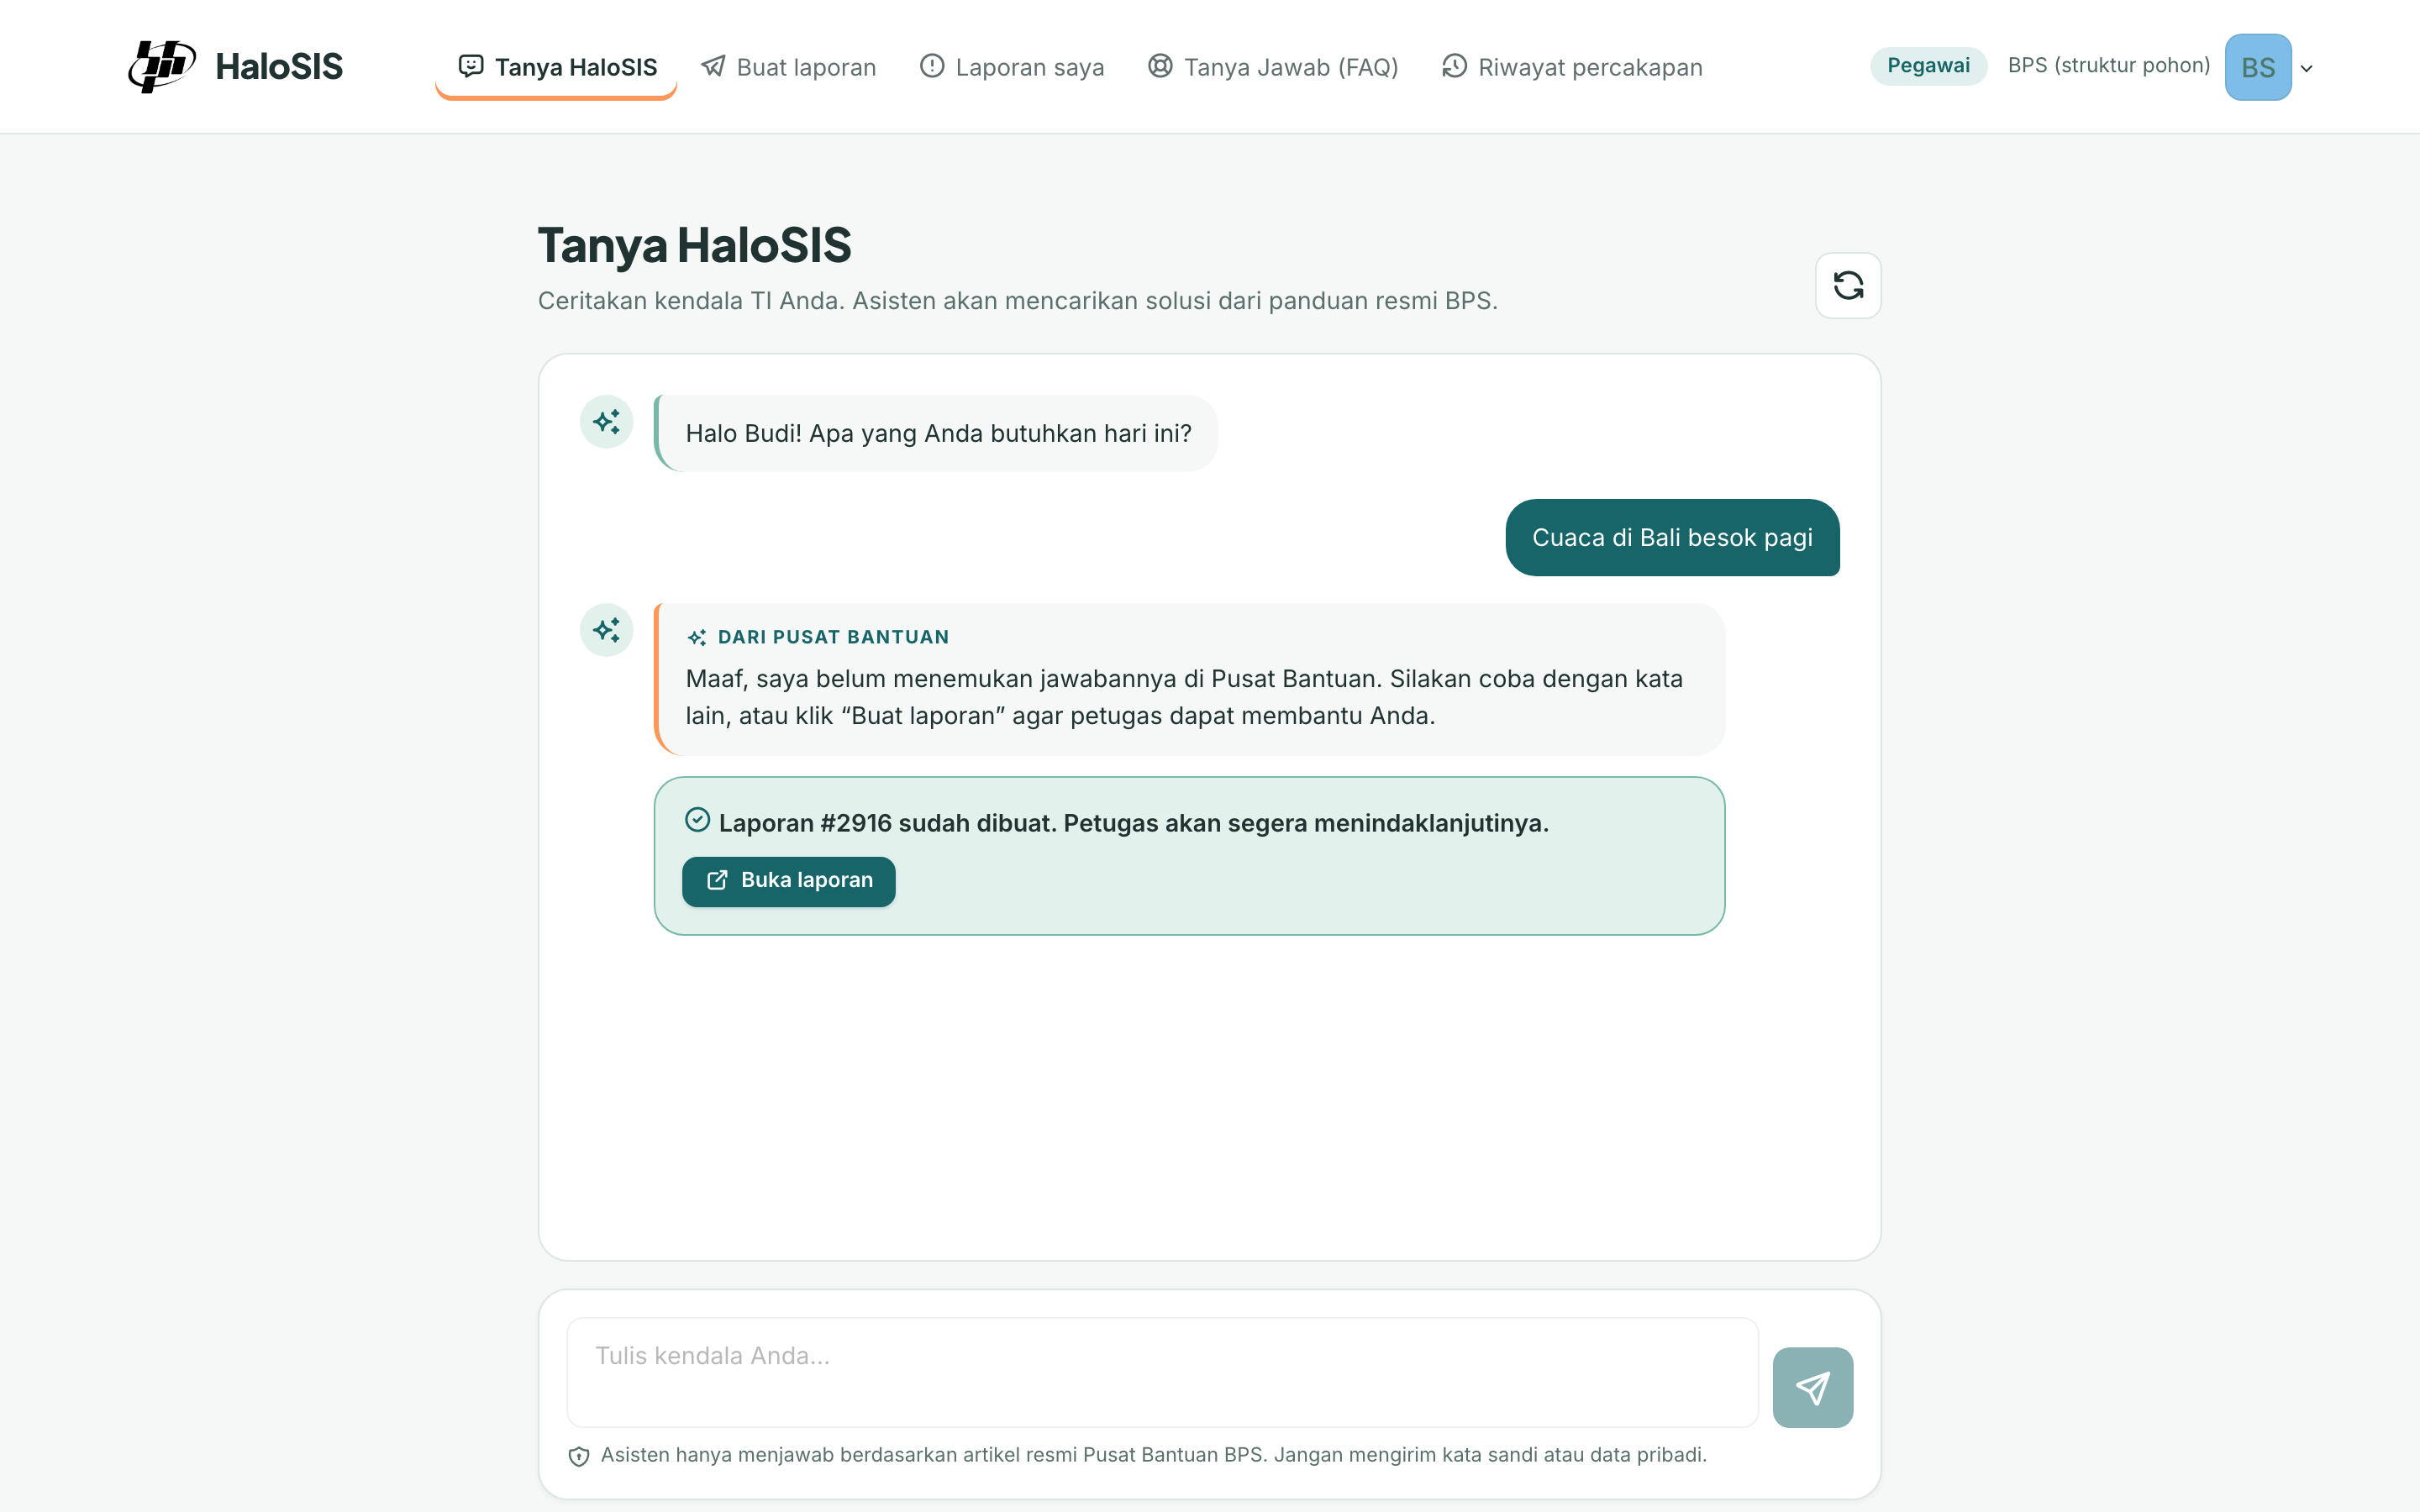 HaloSIS
Tanya HaloSIS
Buat laporan
Laporan saya
Tanya Jawab (FAQ)
Riwayat percakapan
Pegawai
BPS (struktur pohon)
BS
Tanya HaloSIS
Ceritakan kendala TI Anda. Asisten akan mencarikan solusi dari panduan resmi BPS.
Halo Budi! Apa yang Anda butuhkan hari ini?
Cuaca di Bali besok pagi
DARI PUSAT BANTUAN
Maaf, saya belum menemukan jawabannya di Pusat Bantuan. Silakan coba dengan kata
lain, atau klik “Buat laporan” agar petugas dapat membantu Anda.
Laporan #2916 sudah dibuat. Petugas akan segera menindaklanjutinya.
Buka laporan
Tulis kendala Anda...
Asisten hanya menjawab berdasarkan artikel resmi Pusat Bantuan BPS. Jangan mengirim kata sandi atau data pribadi.